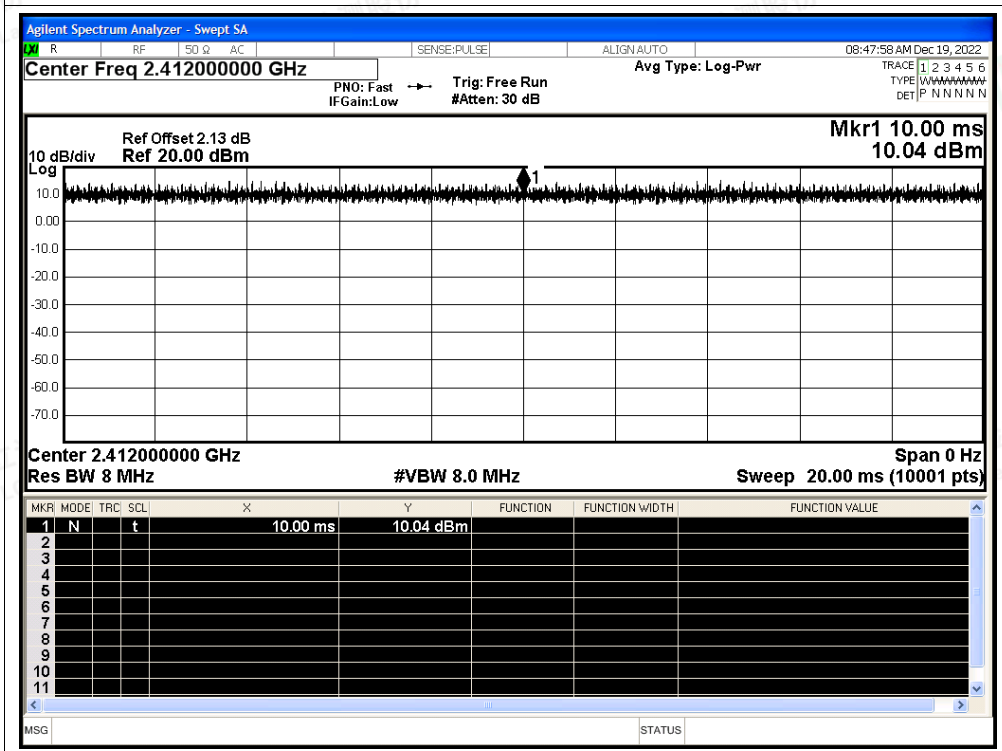 Agilent Spectrum Analyzer - Swept SA
LXI R RF 50 Ω AC SENSE:PULSE ALIGN AUTO 08:47:58 AM Dec 19, 2022
Center Freq 2.412000000 GHz
PNO: Fast
IFGain:Low
Trig: Free Run
#Atten: 30 dB
Avg Type: Log-Pwr
TRACE 1 2 3 4 5 6
TYPE
DET P N N N N N
Mkr1 10.00 ms
10.04 dBm
Ref Offset 2.13 dB
10 dB/div Ref 20.00 dBm
Log
1
10.0
0.00
-10.0
-20.0
-30.0
-40.0
-50.0
-60.0
-70.0
Center 2.412000000 GHz Span 0 Hz
Res BW 8 MHz #VBW 8.0 MHz Sweep 20.00 ms (10001 pts)
MKR MODE TRC SCL X Y FUNCTION FUNCTION WIDTH FUNCTION VALUE
1 N t 10.00 ms 10.04 dBm
2
3
4
5
6
7
8
9
10
11
MSG STATUS